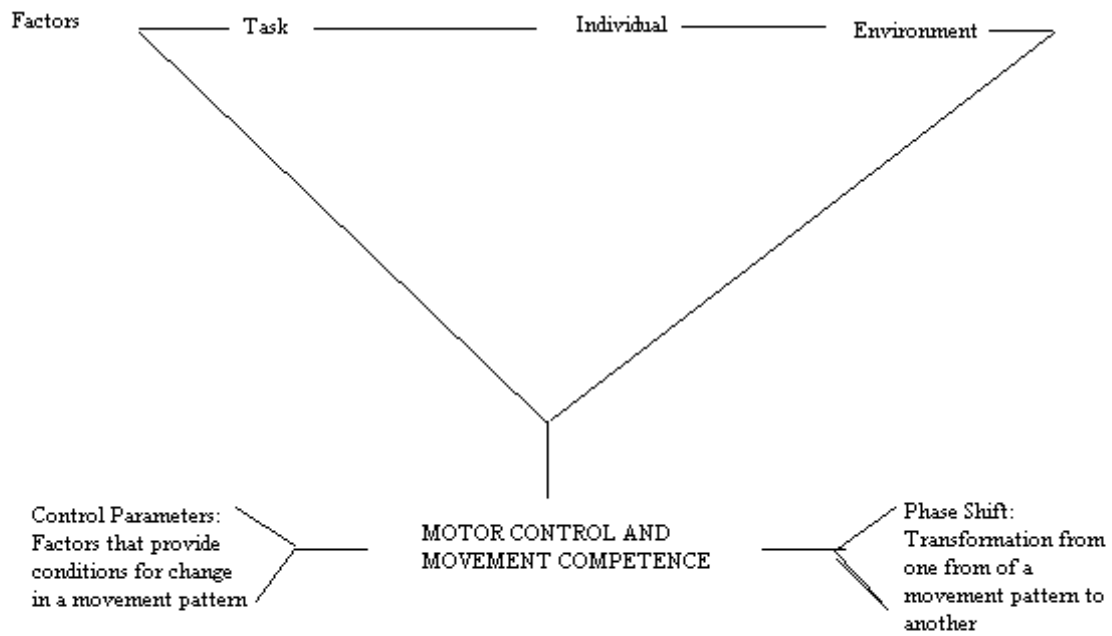 Factors
Task
Individual
Environment
Control Parameters:
Factors that provide
conditions for change
in a movement pattern
MOTOR CONTROL AND
MOVEMENT COMPETENCE
Phase Shift:
Transformation from
one from of a
movement pattern to
another